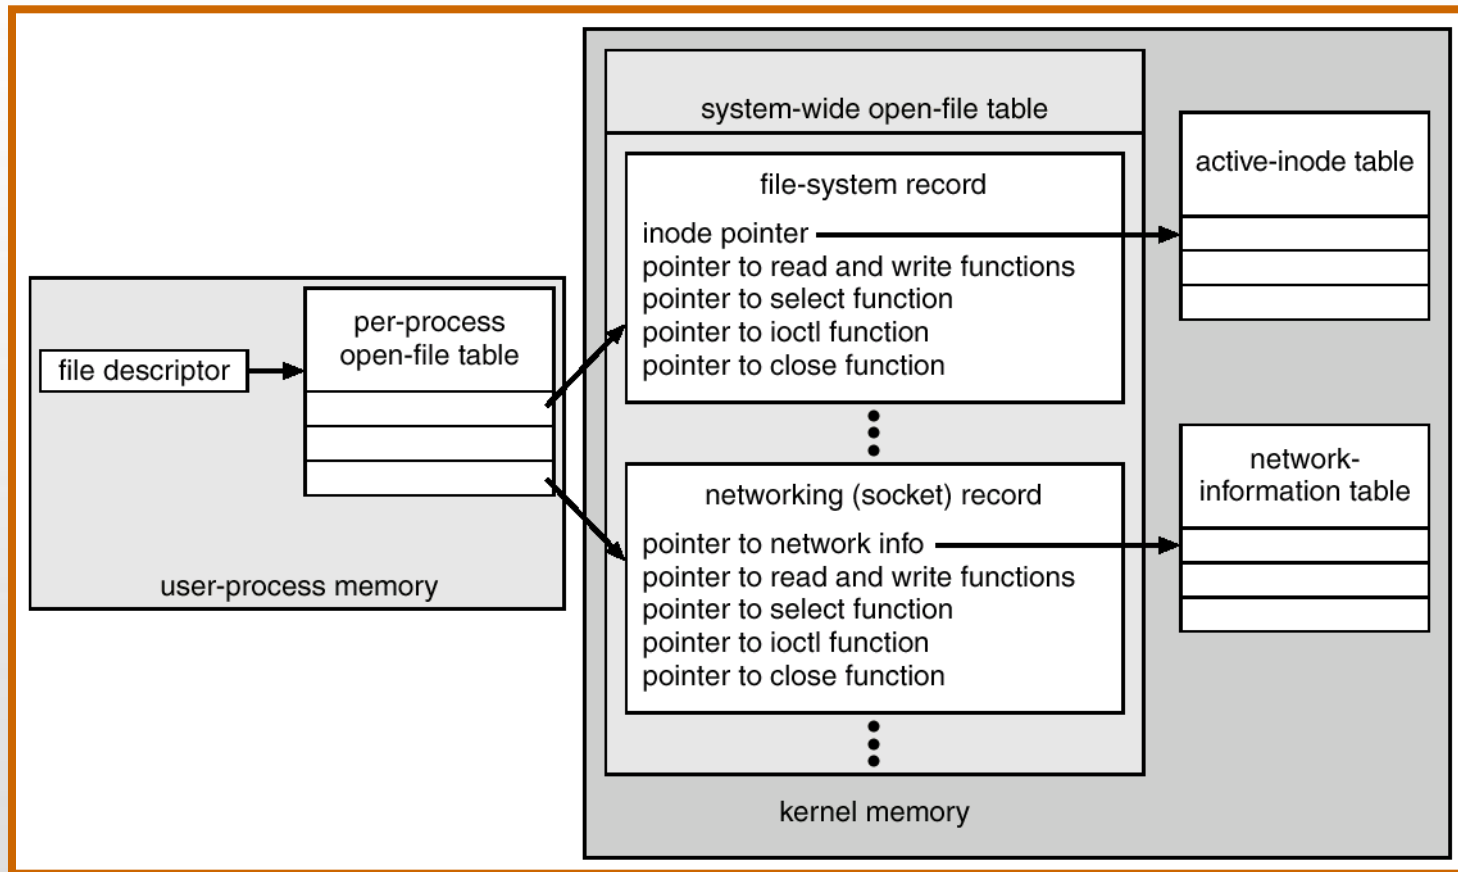 system-wide open-file table
file-system record
inode pointer
pointer to read and write functions
pointer to select function
pointer to ioctl function
pointer to close function
active-inode table
per-process
open-file table
file descriptor
user-process memory
networking (socket) record
pointer to network info
pointer to read and write functions
pointer to select function
pointer to ioctl function
pointer to close function
network-
information table
kernel memory